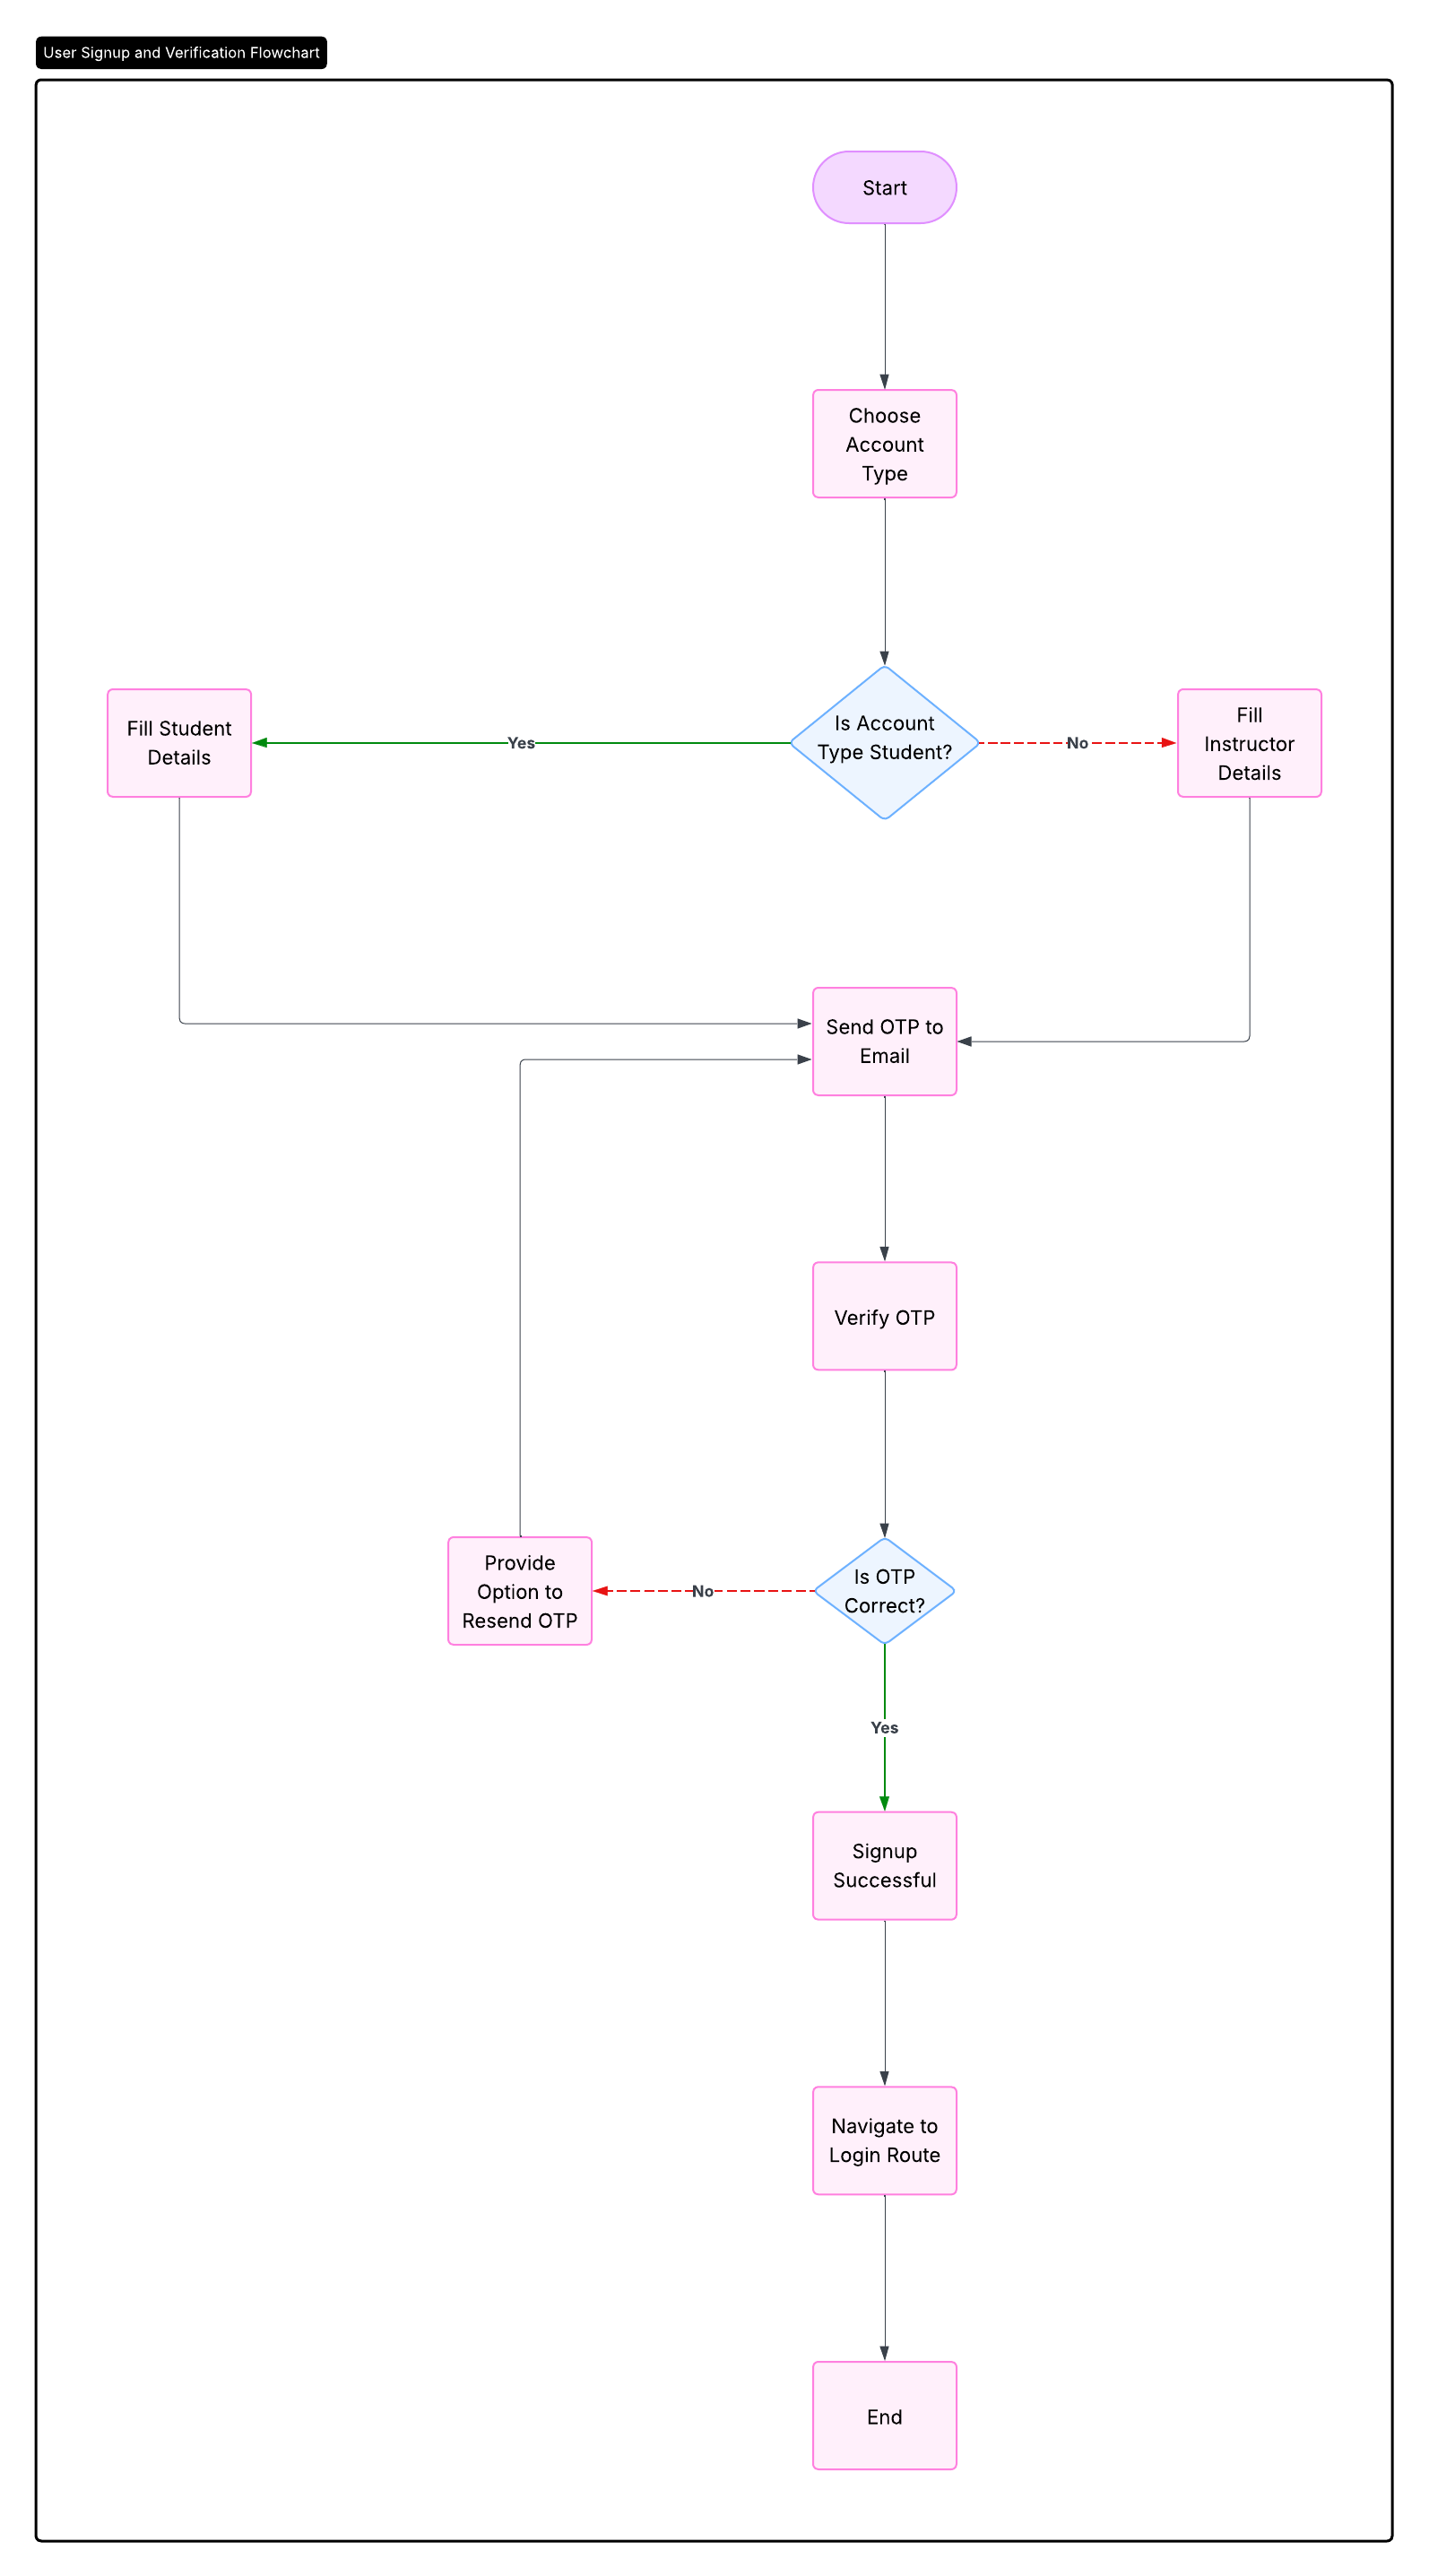 User Signup and Verification Flowchart
Start
Choose
Account
Type
Is Account
Type Student?
Yes
No
Fill Student
Details
Fill
Instructor
Details
Send OTP to
Email
Verify OTP
Is OTP
Correct?
No
Provide
Option to
Resend OTP
Yes
Signup
Successful
Navigate to
Login Route
End